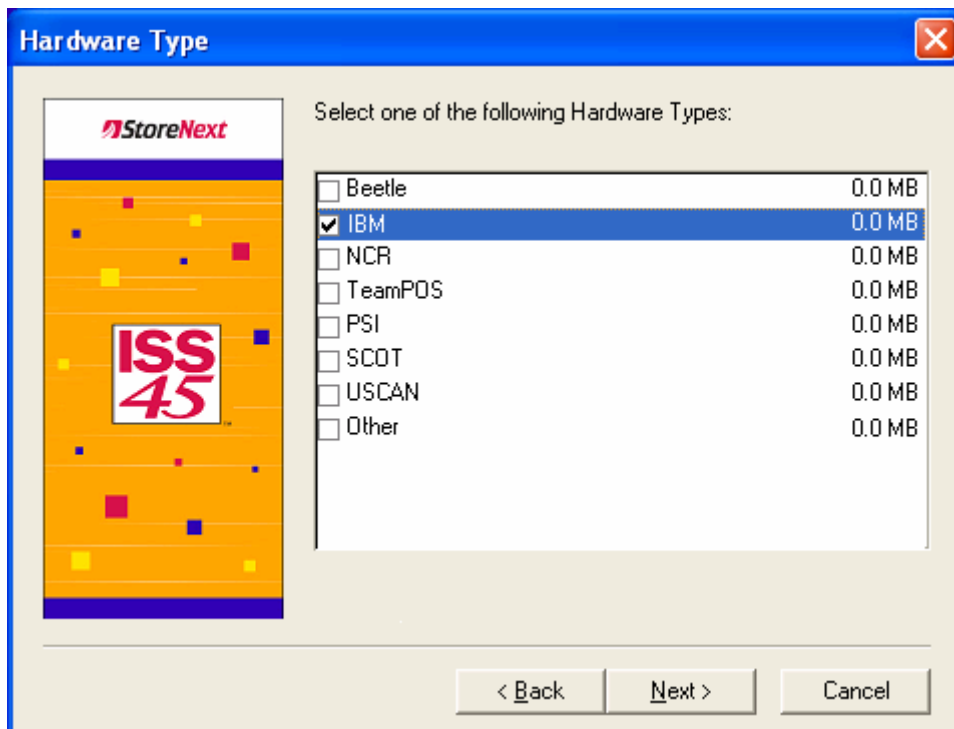 Hardware Type
StoreNext
ISS
45
Select one of the following Hardware Types:
Beetle 0.0 MB
IBM 0.0 MB
NCR 0.0 MB
TeamPOS 0.0 MB
PSI 0.0 MB
SCOT 0.0 MB
USCAN 0.0 MB
Other 0.0 MB
< Back Next > Cancel